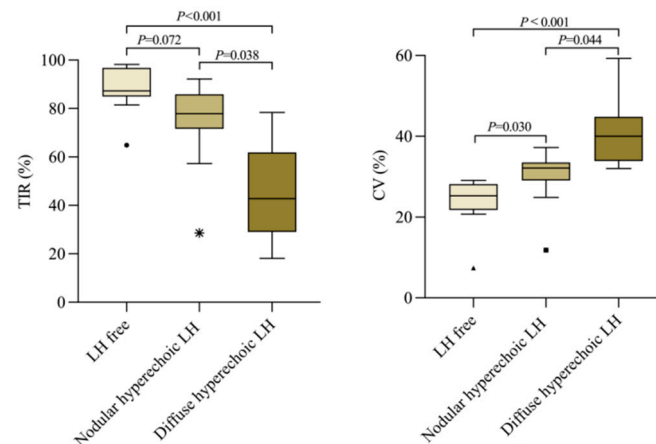 P<0.001
P=0.072
P=0.038
100
80
60
40
20
0
TIR (%)
LH free
Nodular hyperechoic LH
Diffuse hyperechoic LH
P < 0.001
P=0.044
P=0.030
60
40
20
0
CV (%)
LH free
Nodular hyperechoic LH
Diffuse hyperechoic LH